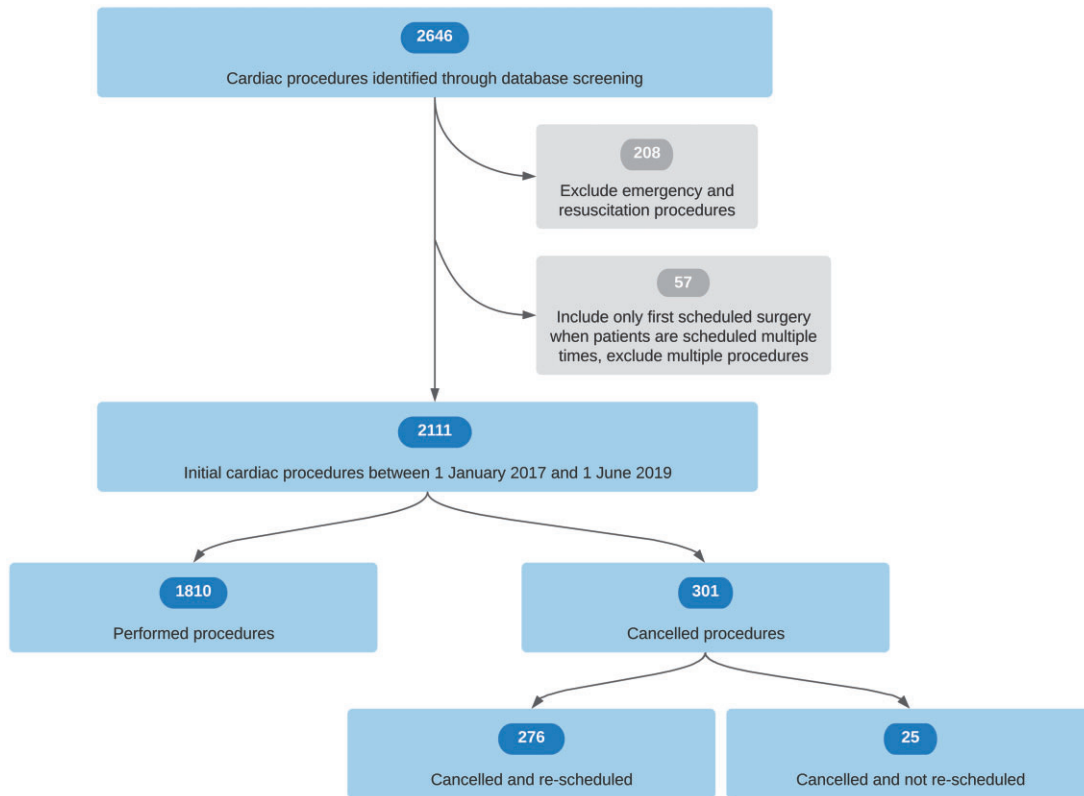 2646
Cardiac procedures identified through database screening
208
Exclude emergency and
resuscitation procedures
57
Include only first scheduled surgery
when patients are scheduled multiple
times, exclude multiple procedures
2111
Initial cardiac procedures between 1 January 2017 and 1 June 2019
1810
Performed procedures
301
Cancelled procedures
276
Cancelled and re-scheduled
25
Cancelled and not re-scheduled